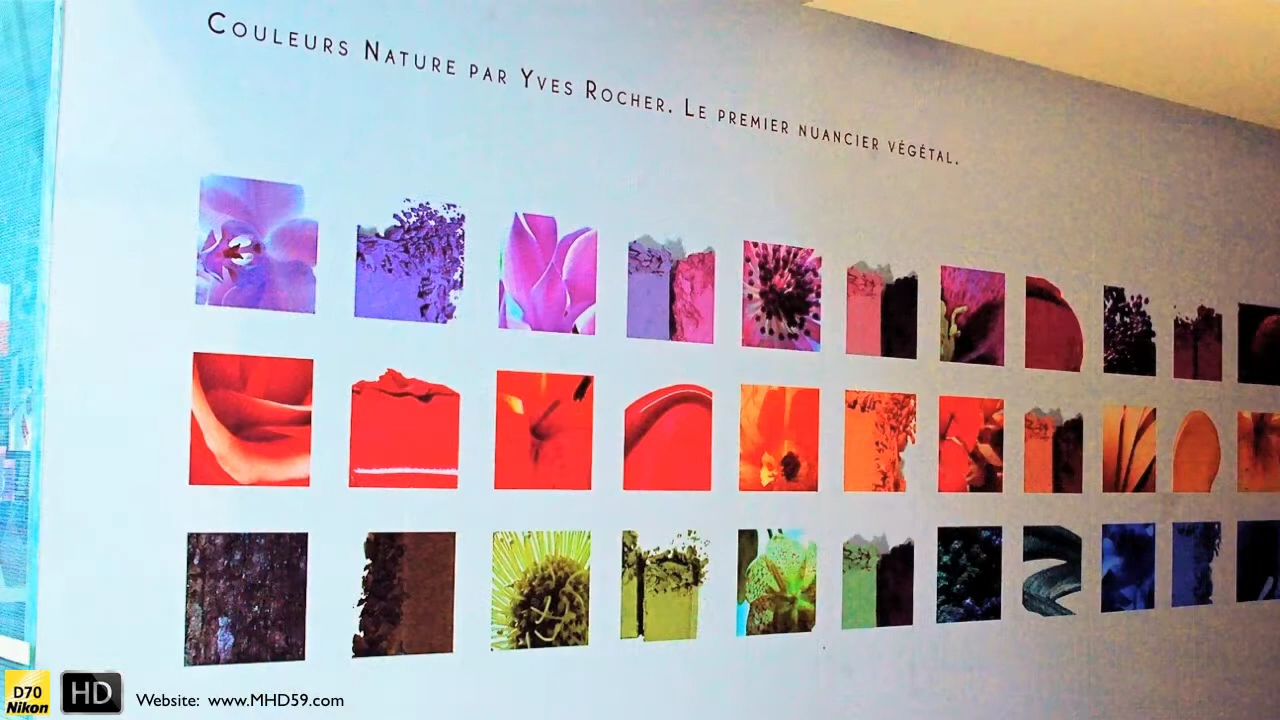 Couleurs Nature par Yves Rocher. Le premier nuancier végétal.
D70
Nikon
HD
Website: www.MHD59.com